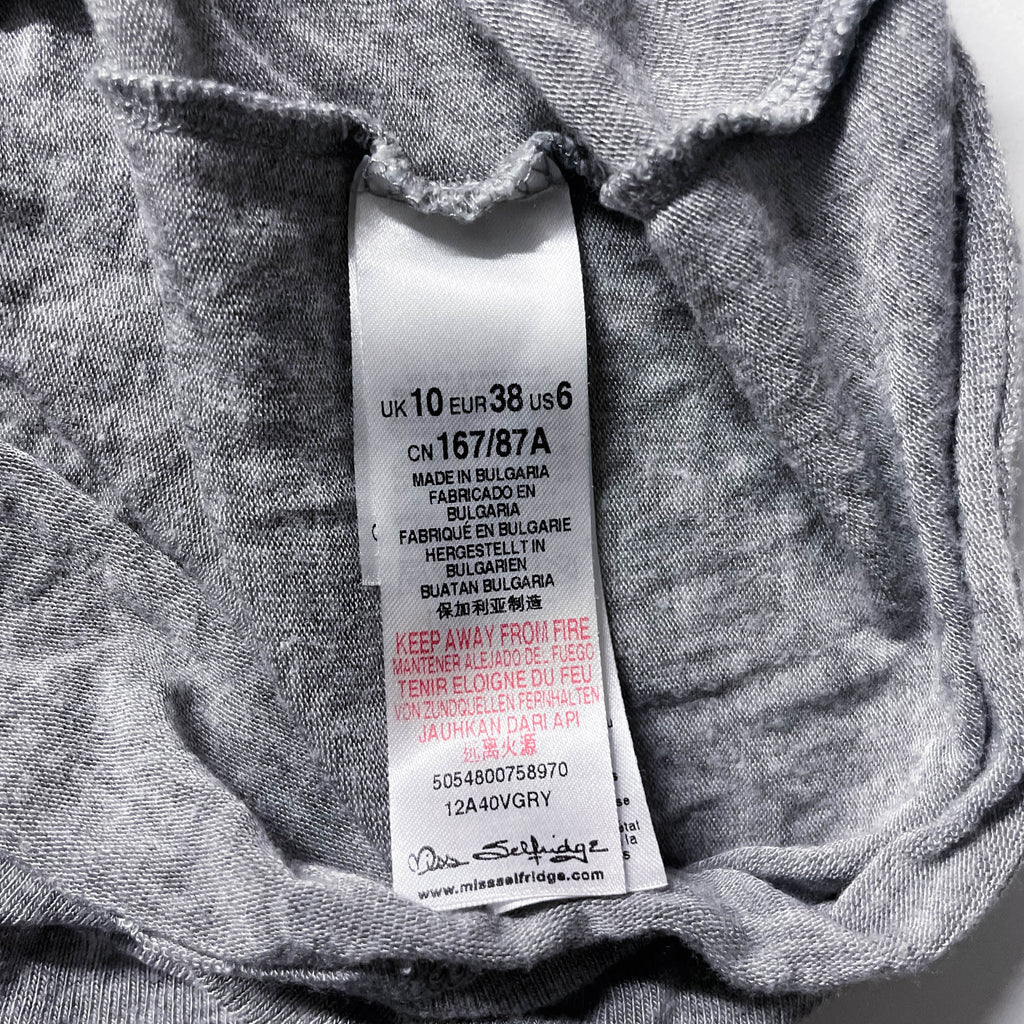 UK 10 EUR 38 US 6
CN 167/87A
MADE IN BULGARIA
FABRICADO EN
BULGARIA
FABRIQUÉ EN BULGARIE
HERGESTELLT IN
BULGARIEN
BUATAN BULGARIA
保加利亚制造
KEEP AWAY FROM FIRE
MANTENER ALEJADO DEL FUEGO
TENIR ELOIGNE DU FEU
VON ZUNDQUELLEN FERNHALTEN
JAUHKAN DARI API
远离火源
5054800758970
12A40VGRY
Miss Selfridge
www.missselfridge.com
la